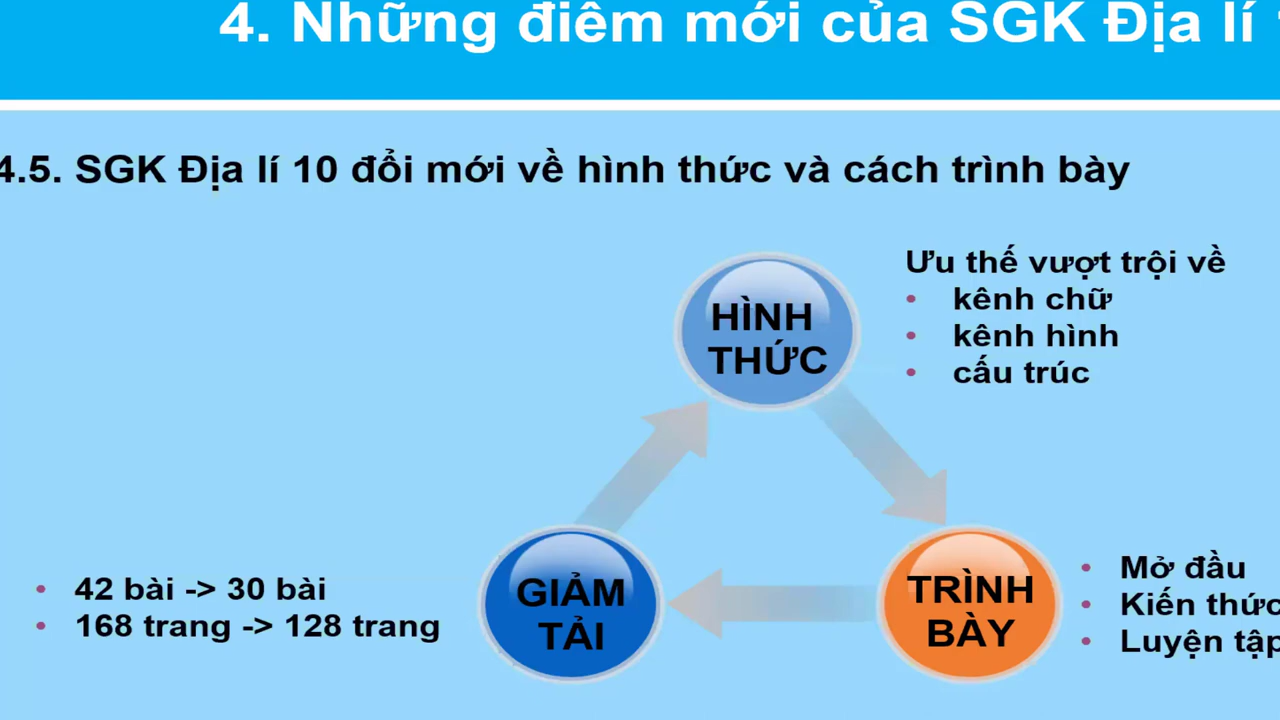 4. Những điểm mới của SGK Địa lí
4.5. SGK Địa lí 10 đổi mới về hình thức và cách trình bày
Ưu thế vượt trội về
• kênh chữ
• kênh hình
• cấu trúc
HÌNH
THỨC
GIẢM
TẢI
TRÌNH
BÀY
• 42 bài -> 30 bài
• 168 trang -> 128 trang
• Mở đầu
• Kiến thức
• Luyện tập